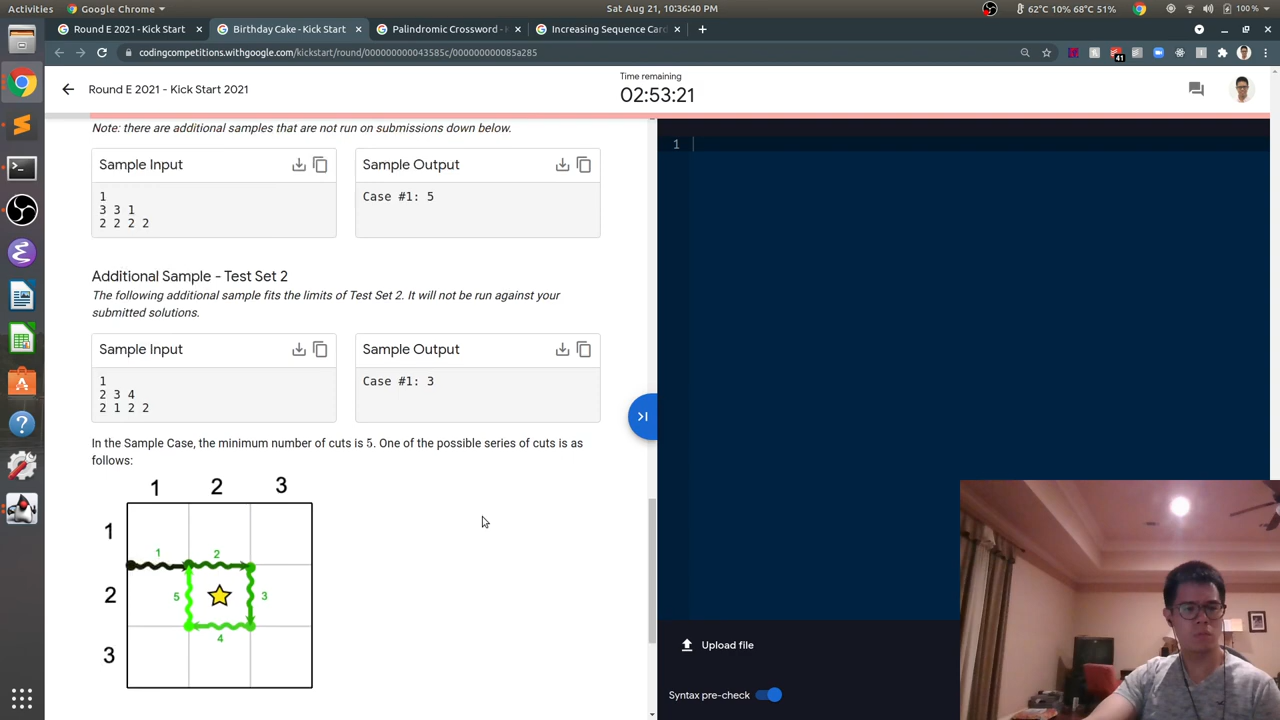 Activities
Google Chrome
Sat Aug 21, 10:36:40 PM
62°C 10% 68°C 51%
100 %
Round E 2021 - Kick Start 2021
Birthday Cake - Kick Start
Palindromic Crossword -
Increasing Sequence Card
codingcompetitions.withgoogle.com/kickstart/round/000000000043585c/000000000085a285
41
Round E 2021 - Kick Start 2021
Time remaining
02:53:21
Note: there are additional samples that are not run on submissions down below.
Sample Input
Sample Output
1
3 3 1
2 2 2 2
Case #1: 5
Additional Sample - Test Set 2
The following additional sample fits the limits of Test Set 2. It will not be run against your
submitted solutions.
Sample Input
Sample Output
1
2 3 4
2 1 2 2
Case #1: 3
In the Sample Case, the minimum number of cuts is 5. One of the possible series of cuts is as
follows:
1 2 3
1
1 2
2 5 3
4
3
1
Upload file
Syntax pre-check